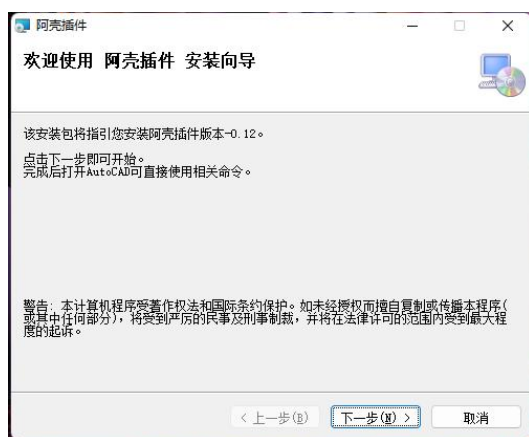 阿壳插件
欢迎使用 阿壳插件 安装向导
该安装包将指引您安装阿壳插件版本-0.12。
点击下一步即可开始。
完成后打开AutoCAD可直接使用相关命令。
警告: 本计算机程序受著作权法和国际条约保护。如未经授权而擅自复制或传播本程序(
或其中任何部分)，将受到严厉的民事及刑事制裁，并将在法律许可的范围内受到最大程
度的起诉。
< 上一步(B)
下一步(N) >
取消